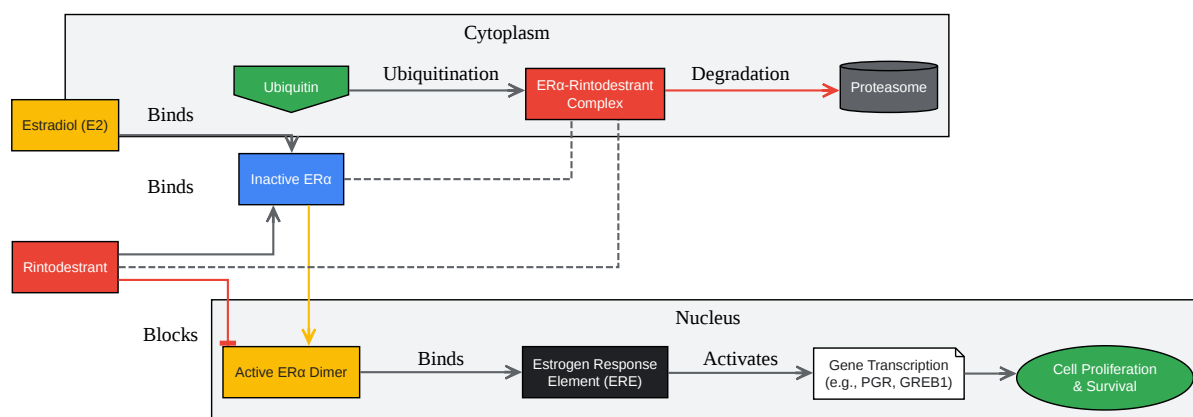 Cytoplasm
Ubiquitin
Ubiquitination
ERα-Rintodestrant
Complex
Degradation
Proteasome
Estradiol (E2)
Binds
Inactive ERα
Binds
Rintodestrant
Blocks
Nucleus
Active ERα Dimer
Binds
Estrogen Response
Element (ERE)
Activates
Gene Transcription
(e.g., PGR, GREB1)
Cell Proliferation
& Survival